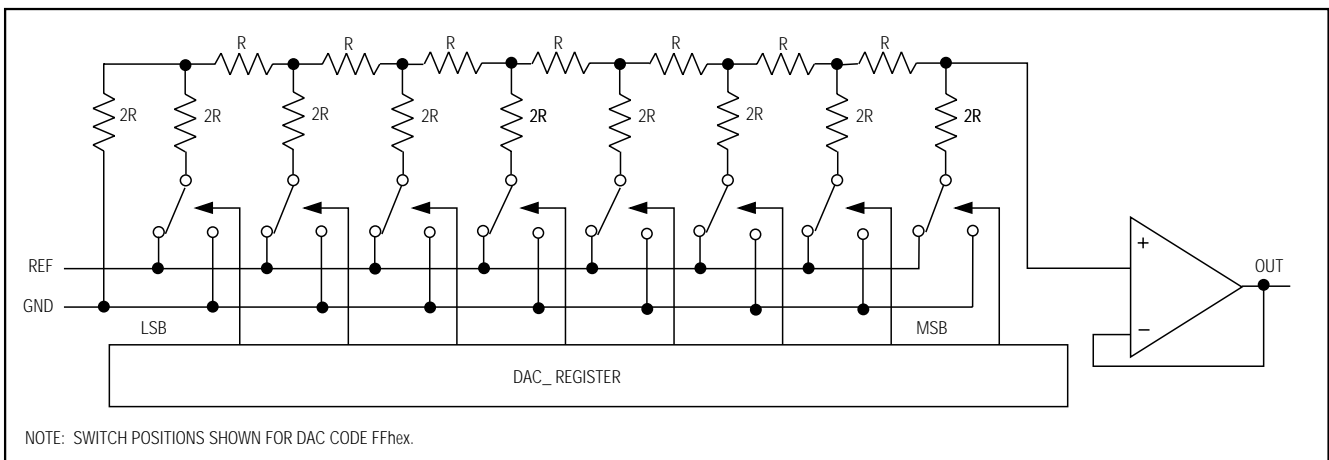 R R R R R R R
2R 2R 2R 2R 2R 2R 2R 2R 2R
REF
GND
LSB
MSB
DAC_ REGISTER
+
−
OUT
NOTE: SWITCH POSITIONS SHOWN FOR DAC CODE FFhex.